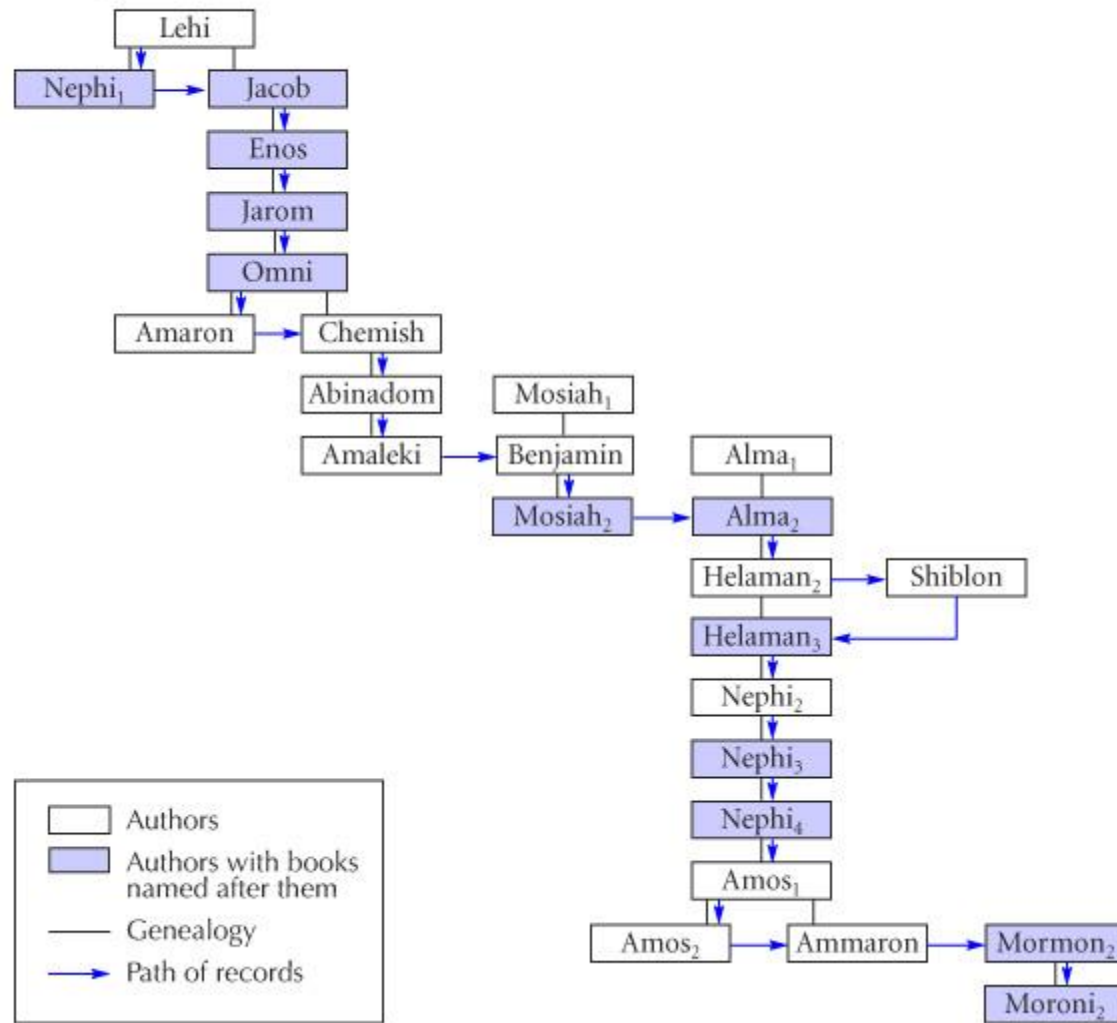 Lehi
Nephi₁
Jacob
Enos
Jarom
Omni
Amaron
Chemish
Abinadom
Mosiah₁
Amaleki
Benjamin
Alma₁
Mosiah₂
Alma₂
Helaman₂
Shiblon
Helaman₃
Nephi₂
Nephi₃
Nephi₄
Amos₁
Amos₂
Ammaron
Mormon₂
Moroni₂
Authors
Authors with books
named after them
Genealogy
Path of records